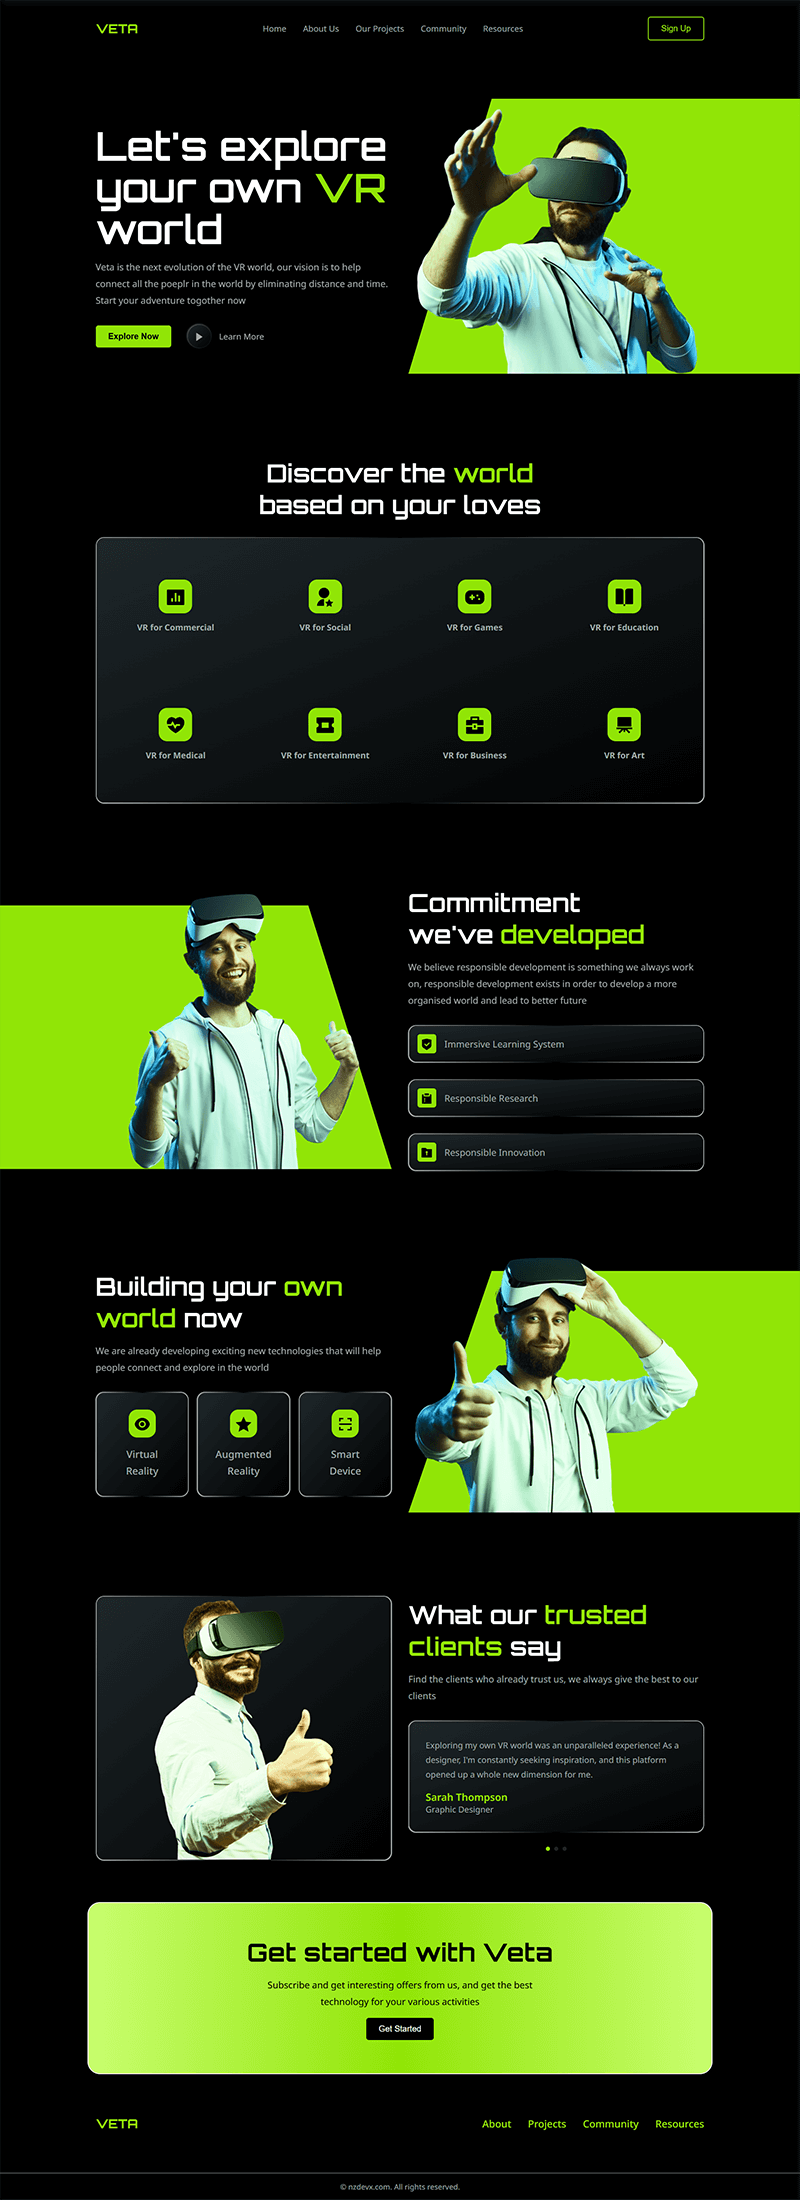 VETA
Home About Us Our Projects Community Resources
Sign Up
Let's explore
your own VR
world
Veta is the next evolution of the VR world, our vision is to help
connect all the poeplr in the world by eliminating distance and time.
Start your adventure togother now
Explore Now
Learn More
Discover the world
based on your loves
VR for Commercial
VR for Social
VR for Games
VR for Education
VR for Medical
VR for Entertainment
VR for Business
VR for Art
Commitment
we've developed
We believe responsible development is something we always work
on, responsible development exists in order to develop a more
organised world and lead to better future
Immersive Learning System
Responsible Research
Responsible Innovation
Building your own
world now
We are already developing exciting new technologies that will help
people connect and explore in the world
Virtual
Reality
Augmented
Reality
Smart
Device
What our trusted
clients say
Find the clients who already trust us, we always give the best to our
clients
Exploring my own VR world was an unparalleled experience! As a
designer, I'm constantly seeking inspiration, and this platform
opened up a whole new dimension for me.
Sarah Thompson
Graphic Designer
Get started with Veta
Subscribe and get interesting offers from us, and get the best
technology for your various activities
Get Started
VETA
About Projects Community Resources
© nzdevx.com. All rights reserved.